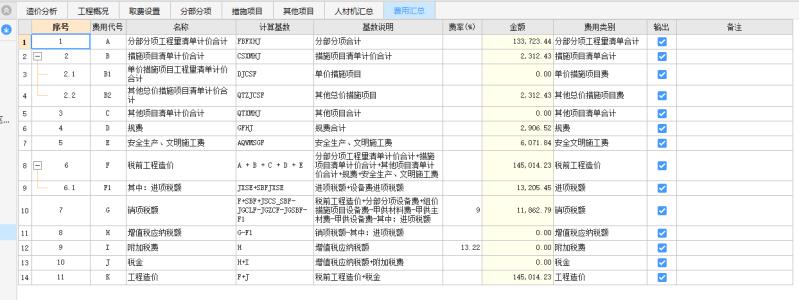 造价分析 工程概况 取费设置 分部分项 措施项目 其他项目 人材机汇总 费用汇总
序号 费用代号 名称 计算基数 基数说明 费率(%) 金额 费用类别 输出 备注
1 1 A 分部分项工程量清单计价合计 FBFXHJ 分部分项合计 133,723.44 分部分项工程量清单合计
2 2 B 措施项目清单计价合计 CSXMHJ 措施项目合计 2,312.43 措施项目清单合计
3 2.1 B1 单价措施项目工程量清单计价合计 DJCSF 单价措施项目 0.00 单价措施项目费
4 2.2 B2 其他总价措施项目清单计价合计 QTZJCSF 其他总价措施项目 2,312.43 其他总价措施项目费
5 3 C 其他项目清单计价合计 QTXMHJ 其他项目合计 0.00 其他项目清单合计
6 4 D 规费 GFHJ 规费合计 2,906.52 规费
7 5 E 安全生产、文明施工费 AQWMSGF 安全生产、文明施工费 6,071.84 安全文明施工费
8 6 F 税前工程造价 A + B + C + D + E 分部分项工程量清单计价合计+措施项目清单计价合计+其他项目清单计价合计+规费+安全生产、文明施工费 145,014.23 税前工程造价
9 6.1 F1 其中：进项税额 JXSE+SBFJXSE 进项税额+设备费进项税额 13,205.45 进项税额
10 7 G 销项税额 F+SBF+JSCS_SBF-JGCLF-JGZCF-JGSBF-F1 税前工程造价+分部分项设备费+组价措施项目设备费-甲供材料费-甲供主材费-甲供设备费-其中：进项税额 9 11,862.79 销项税额
11 8 H 增值税应纳税额 G-F1 销项税额-其中：进项税额 0.00 增值税应纳税额
12 9 I 附加税费 H 增值税应纳税额 13.22 0.00 附加税费
13 10 J 税金 H+I 增值税应纳税额+附加税费 0.00 税金
14 11 K 工程造价 F+J 税前工程造价+税金 145,014.23 工程造价